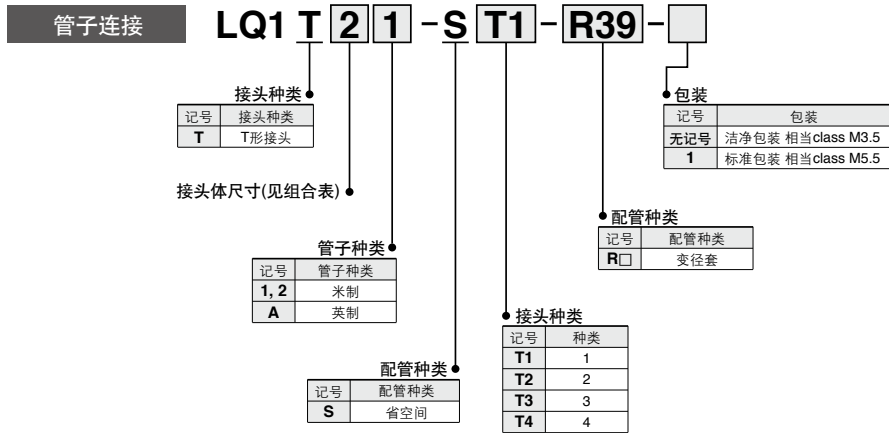 管子连接
LQ1 T 2 1 - S T1 - R39 -
接头种类
记号 接头种类
T T形接头
包装
记号 包装
无记号 洁净包装 相当class M3.5
1 标准包装 相当class M5.5
接头体尺寸(见组合表)
配管种类
记号 配管种类
R□ 变径套
管子种类
记号 管子种类
1, 2 米制
A 英制
接头种类
记号 种类
T1 1
T2 2
T3 3
T4 4
配管种类
记号 配管种类
S 省空间